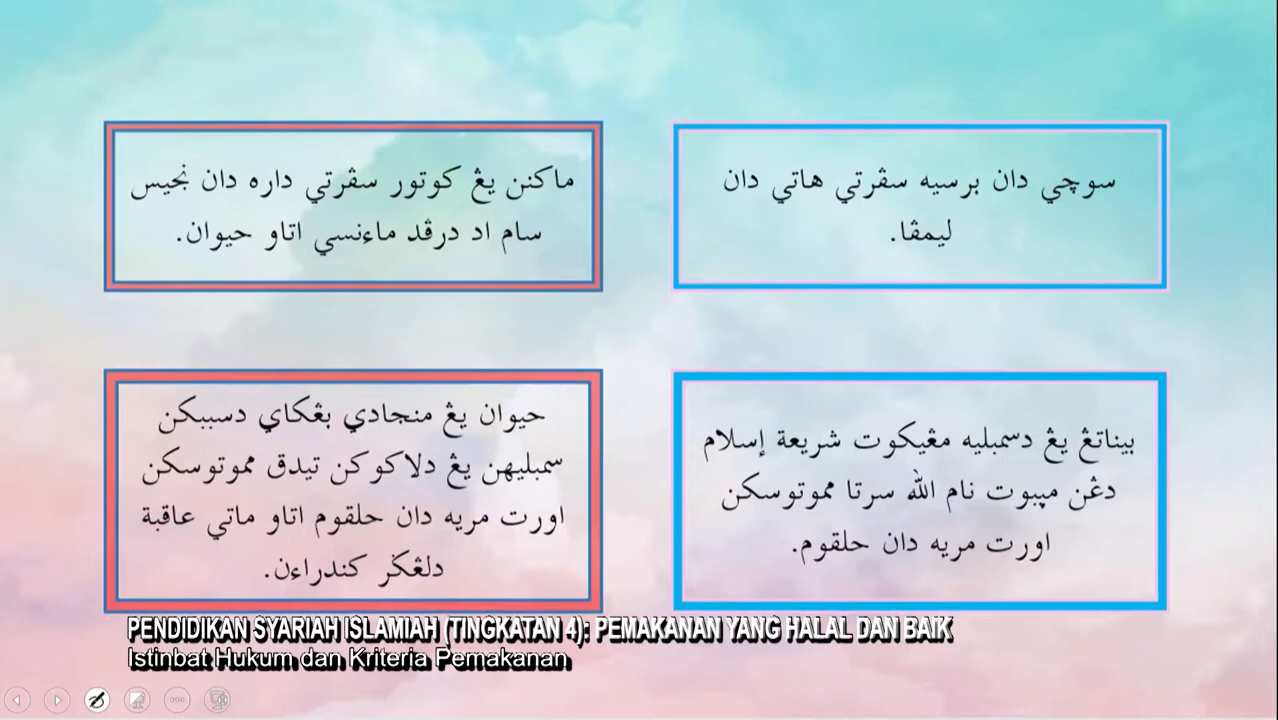 سوچي دان برسيه سڤرتي هاتي دان
ليمڤا.
ماكنن يڠ كوتور سڤرتي داره دان نجيس
سام اد درڤد ماءنسي اتاو حيوان.
بيناتڠ يڠ دسمبليه مڠيكوت شريعة إسلام
دڠن مڽبوت نام الله سرتا مموتوسكن
اورت مريه دان حلقوم.
حيوان يڠ منجادي بڠكاي دسببكن
سمبليهن يڠ دلاكوكن تيدق مموتوسكن
اورت مريه دان حلقوم اتاو ماتي عاقبة
دلڠݢر كندراءن.
PENDIDIKAN SYARIAH ISLAMIAH (TINGKATAN 4): PEMAKANAN YANG HALAL DAN BAIK
Istinbat Hukum dan Kriteria Pemakanan